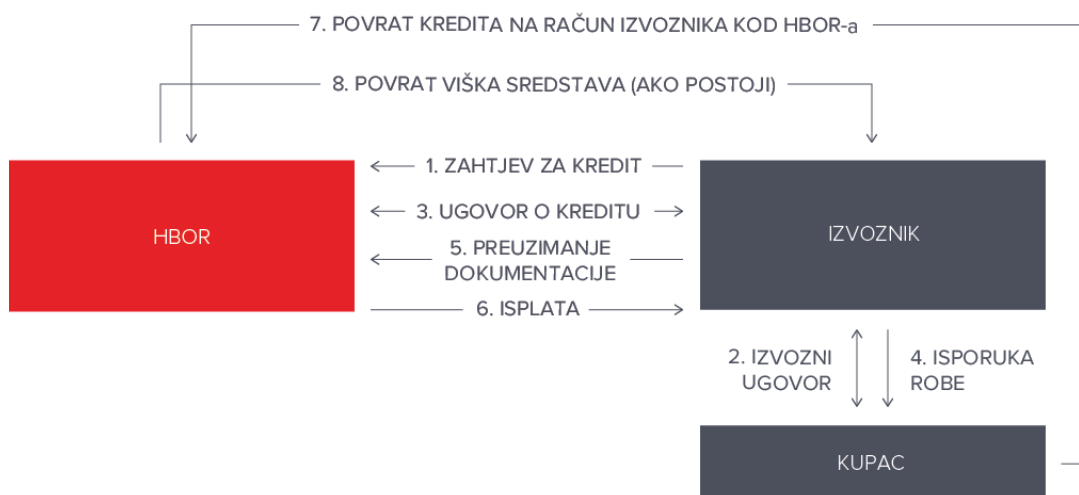 7. POVRAT KREDITA NA RAČUN IZVOZNIKA KOD HBOR-a
8. POVRAT VIŠKA SREDSTAVA (AKO POSTOJI)
1. ZAHTJEV ZA KREDIT
3. UGOVOR O KREDITU
HBOR
IZVOZNIK
5. PREUZIMANJE
DOKUMENTACIJE
6. ISPLATA
2. IZVOZNI
UGOVOR
4. ISPORUKA
ROBE
KUPAC